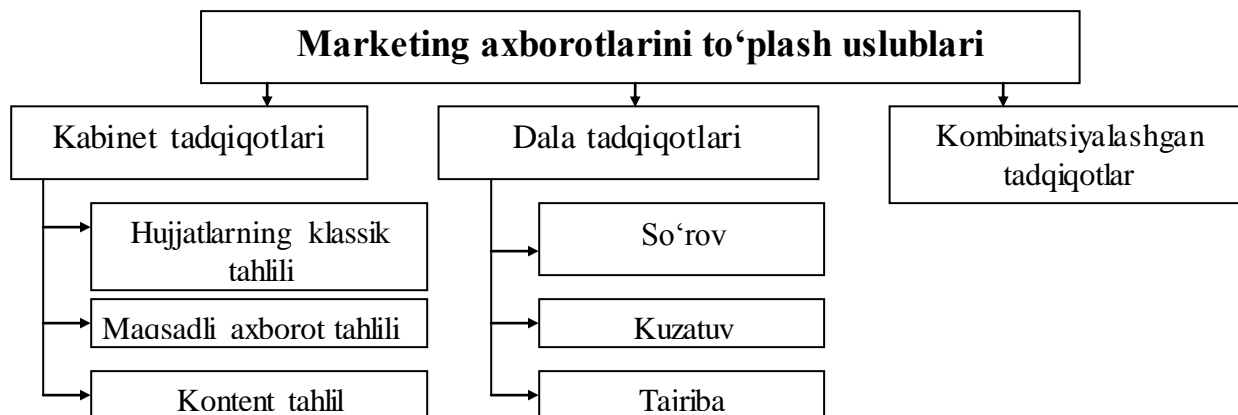 Marketing axborotlarini to‘plash uslublari
Kabinet tadqiqotlari
Dala tadqiqotlari
Kombinatsiyalashgan
tadqiqotlar
Hujjatlarning klassik
tahlili
Maqsadli axborot tahlili
Kontent tahlil
So‘rov
Kuzatuv
Tajriba